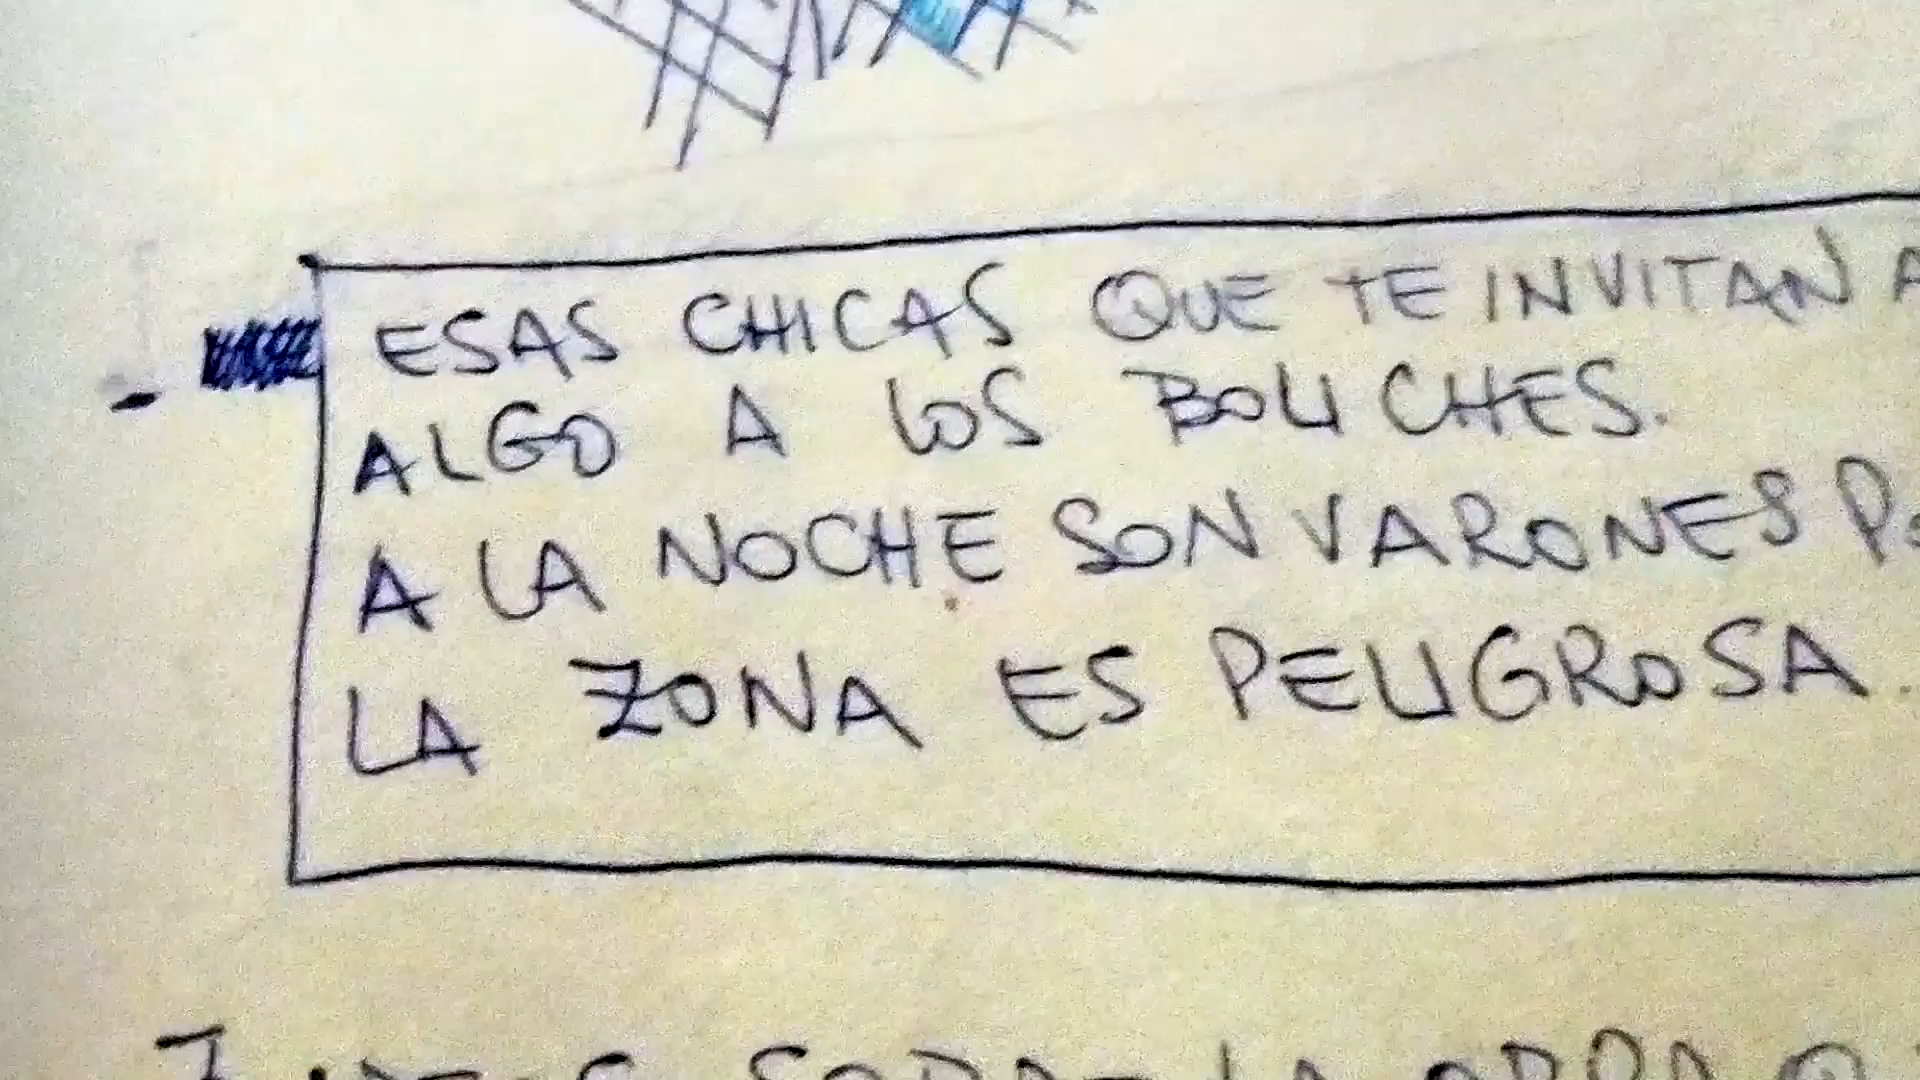 ESAS CHICAS QUE TE INVITAN A
ALGO A LOS BOLICHES.
A LA NOCHE SON VARONES
LA ZONA ES PELIGROSA.